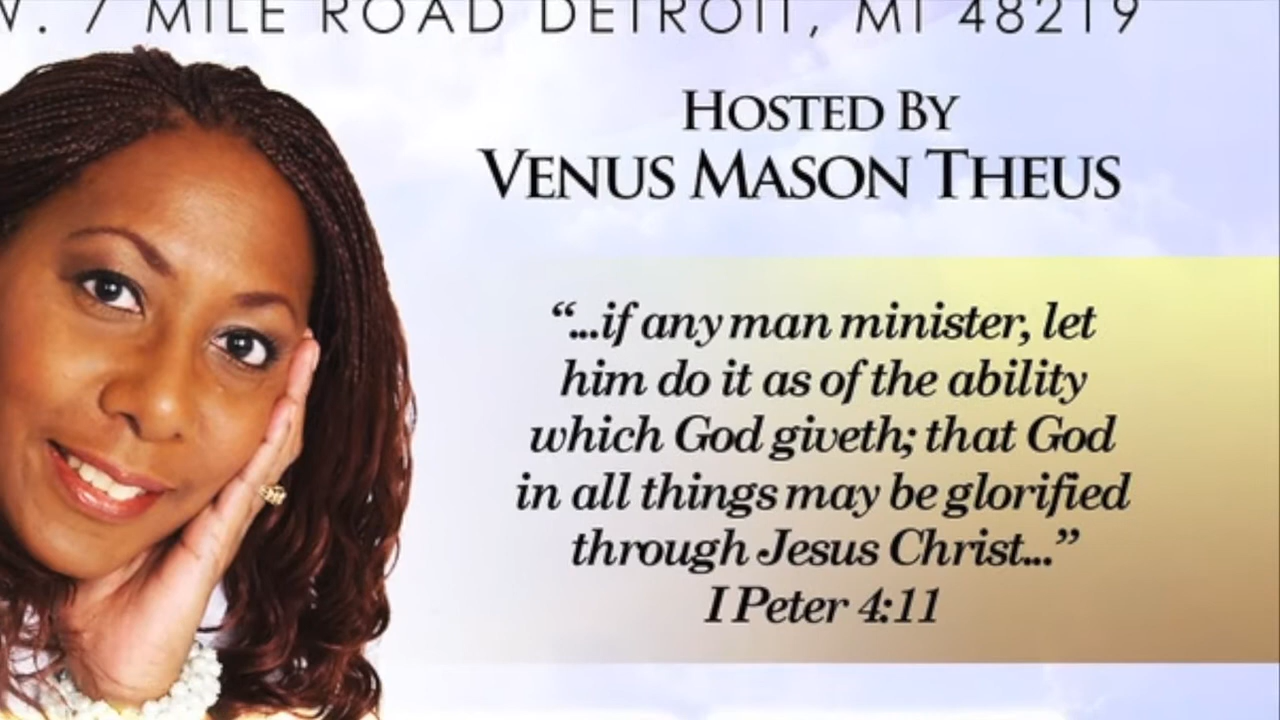 W. 7 MILE ROAD DETROIT, MI 48219
HOSTED BY
VENUS MASON THEUS
“...if any man minister, let
him do it as of the ability
which God giveth; that God
in all things may be glorified
through Jesus Christ...”
I Peter 4:11